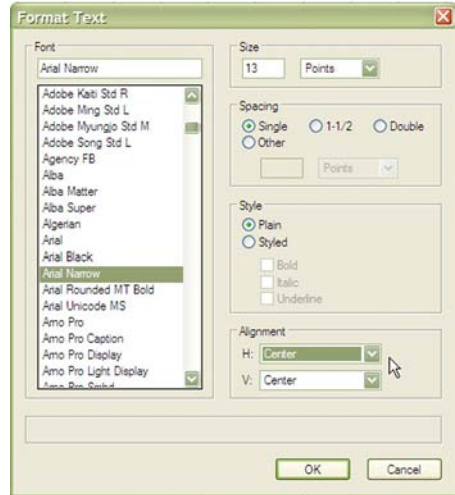 Format Text
Font
Arial Narrow
Adobe Kaiti Std R
Adobe Ming Std L
Adobe Myungjo Std M
Adobe Song Std L
Agency FB
Alba
Alba Matter
Alba Super
Algerian
Arial
Arial Black
Arial Narrow
Arial Rounded MT Bold
Arial Unicode MS
Arno Pro
Arno Pro Caption
Arno Pro Display
Arno Pro Light Display
Arno Pro Smbd
Size
13 Points
Spacing
Single 1-1/2 Double
Other
Points
Style
Plain
Styled
Bold
Italic
Underline
Alignment
H: Center
V: Center
OK Cancel